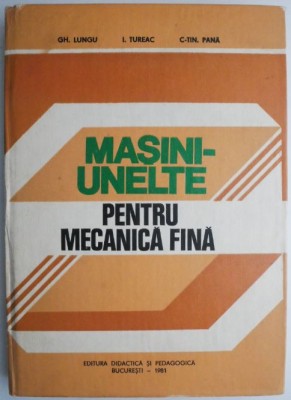 GH. LUNGU I. TUREAC C-TIN. PANĂ
MAȘINI-
UNELTE
PENTRU
MECANICĂ FINĂ
EDITURA DIDACTICĂ ȘI PEDAGOGICĂ
BUCUREȘTI - 1981